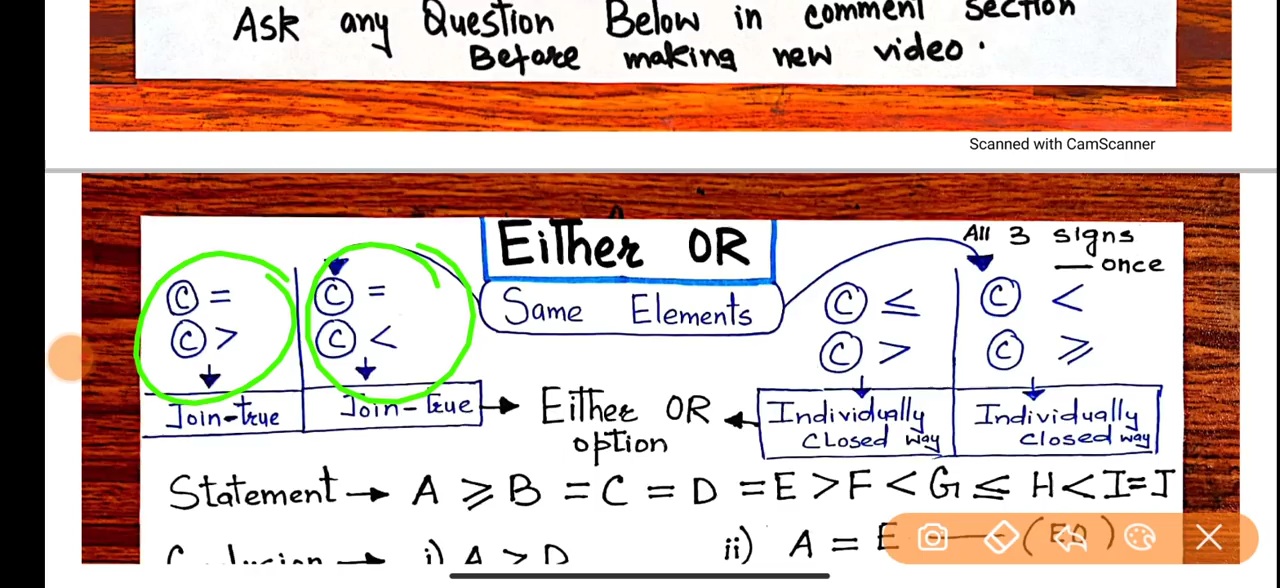 Ask any Question Below in comment section
Before making new video.
Scanned with CamScanner
Either OR
All 3 signs
— once
Same Elements
Ⓒ =
Ⓒ >
Ⓒ =
Ⓒ <
Ⓒ ≤
Ⓒ >
Ⓒ <
Ⓒ ≥
Join-true
Join-true
Either OR
option
Individually
Closed way
Individually
Closed way
Statement → A ≥ B = C = D = E > F < G ≤ H < I = J
→ i) A > D ii) A = E